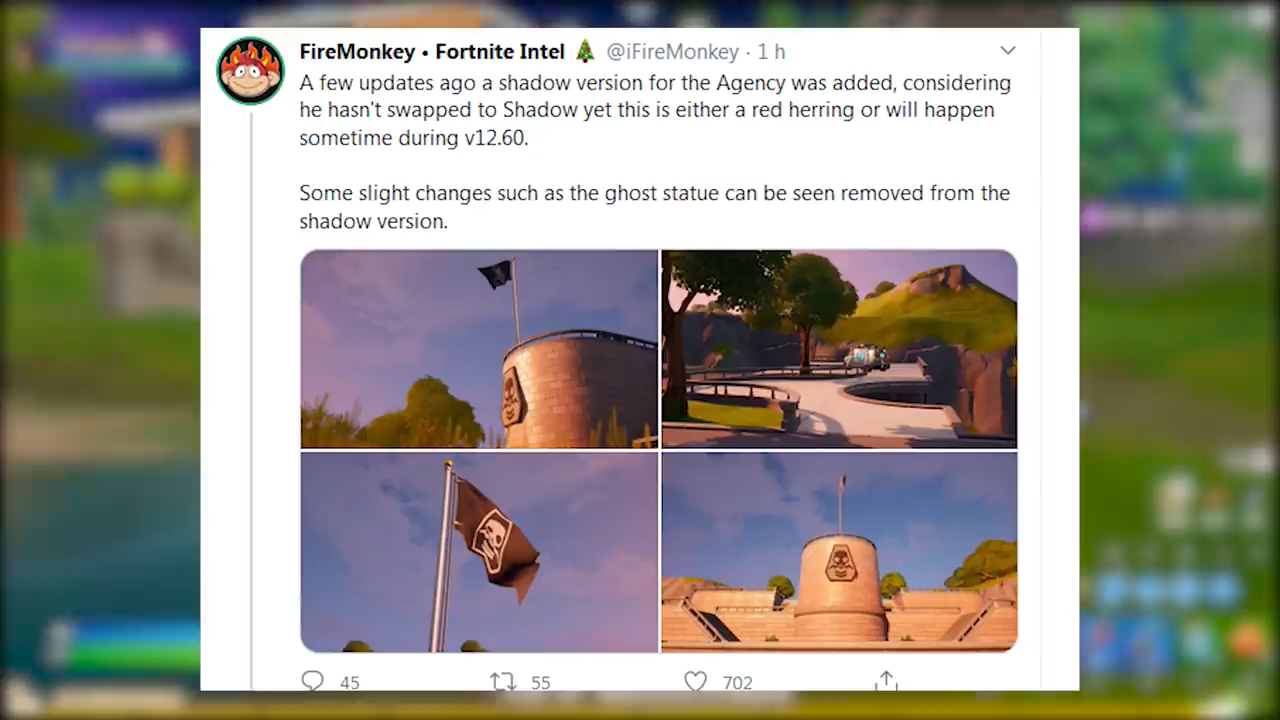 FireMonkey • Fortnite Intel 🎄 @iFireMonkey · 1 h
A few updates ago a shadow version for the Agency was added, considering
he hasn't swapped to Shadow yet this is either a red herring or will happen
sometime during v12.60.
Some slight changes such as the ghost statue can be seen removed from the
shadow version.
45 55 702